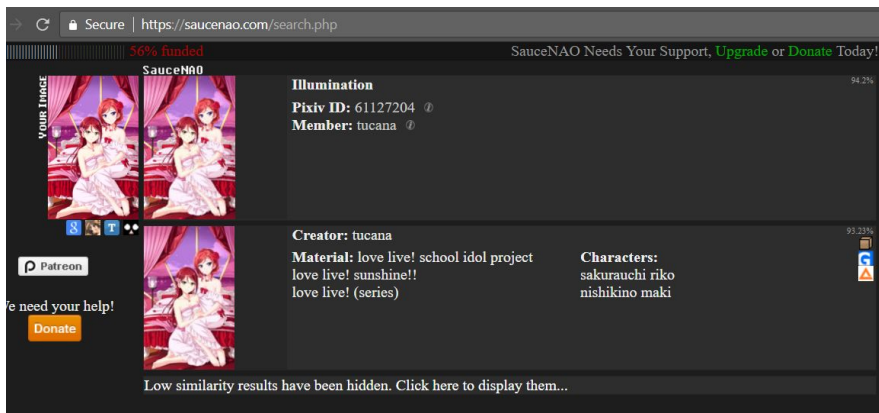 Secure | https://saucenao.com/search.php
56% funded
SauceNAO Needs Your Support, Upgrade or Donate Today!
YOUR IMAGE
SauceNAO
Illumination
94.2%
Pixiv ID: 61127204
Member: tucana
Creator: tucana
93.23%
Material: love live! school idol project
love live! sunshine!!
love live! (series)
Characters:
sakurauchi riko
nishikino maki
Patreon
We need your help!
Donate
Low similarity results have been hidden. Click here to display them...